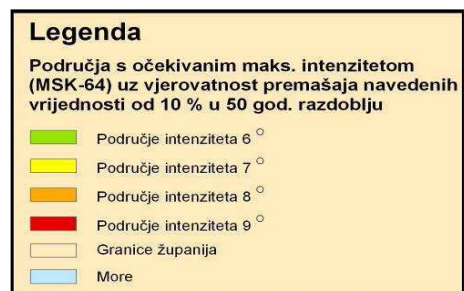 Legenda
Područja s očekivanim maks. intenzitetom
(MSK-64) uz vjerovatnost premašaja navedenih
vrijednosti od 10 % u 50 god. razdoblju
Područje intenziteta 6 °
Područje intenziteta 7 °
Područje intenziteta 8 °
Područje intenziteta 9 °
Granice županija
More